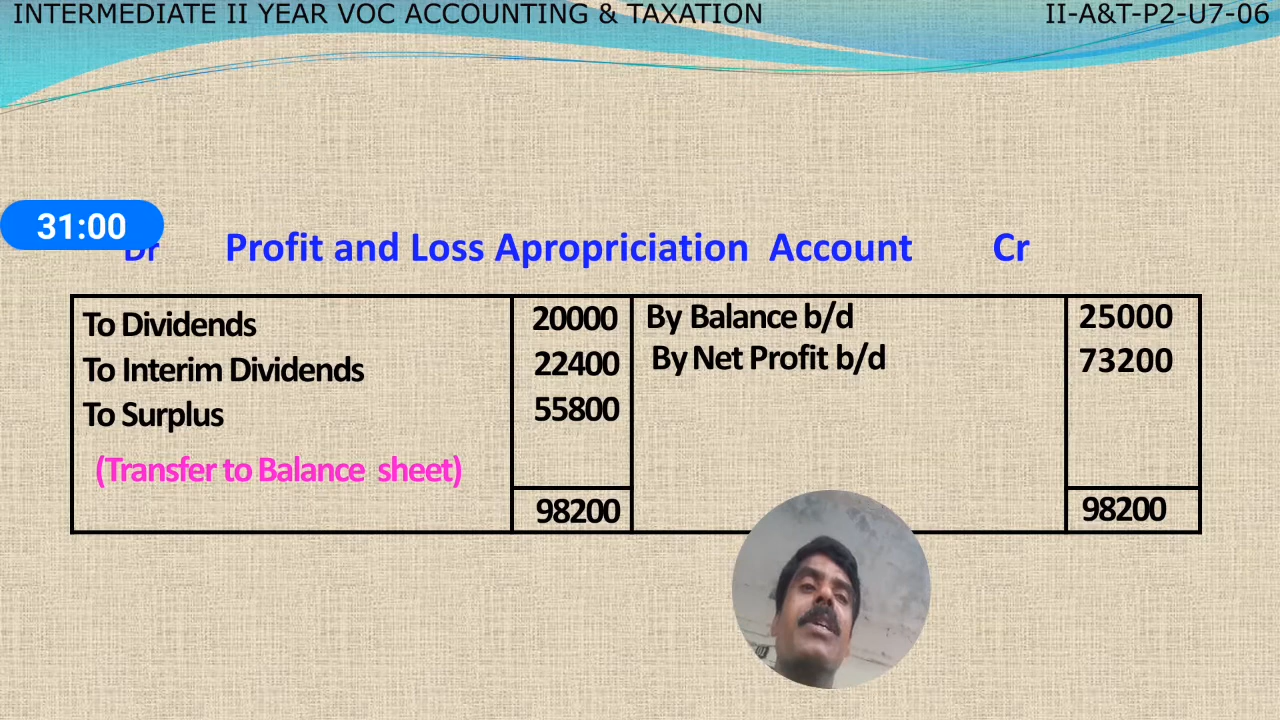 INTERMEDIATE II YEAR VOC ACCOUNTING & TAXATION II-A&T-P2-U7-06
31:00
Dr Profit and Loss Apropriciation Account Cr
To Dividends 20000 By Balance b/d 25000
To Interim Dividends 22400 By Net Profit b/d 73200
To Surplus 55800
(Transfer to Balance sheet)
98200 98200